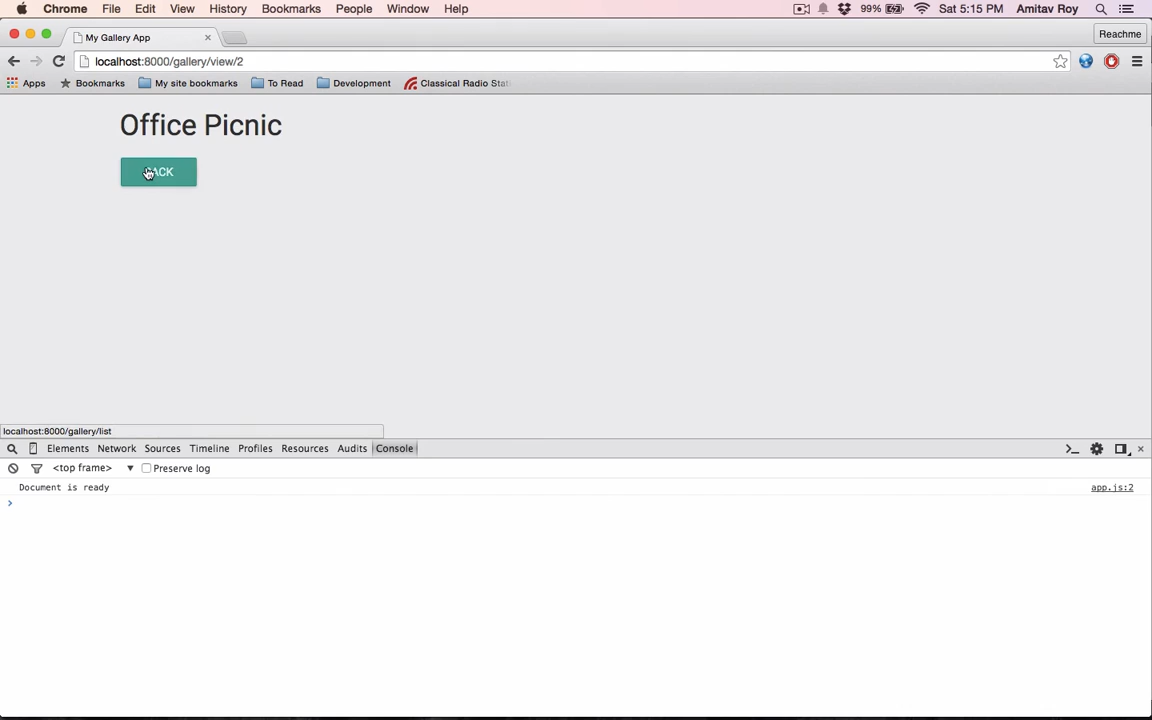 Chrome File Edit View History Bookmarks People Window Help 99% Sat 5:15 PM Amitav Roy
My Gallery App Reachme
localhost:8000/gallery/view/2
Apps Bookmarks My site bookmarks To Read Development Classical Radio Stat
Office Picnic
localhost:8000/gallery/list
Elements Network Sources Timeline Profiles Resources Audits Console
<top frame> Preserve log
Document is ready app.js:2